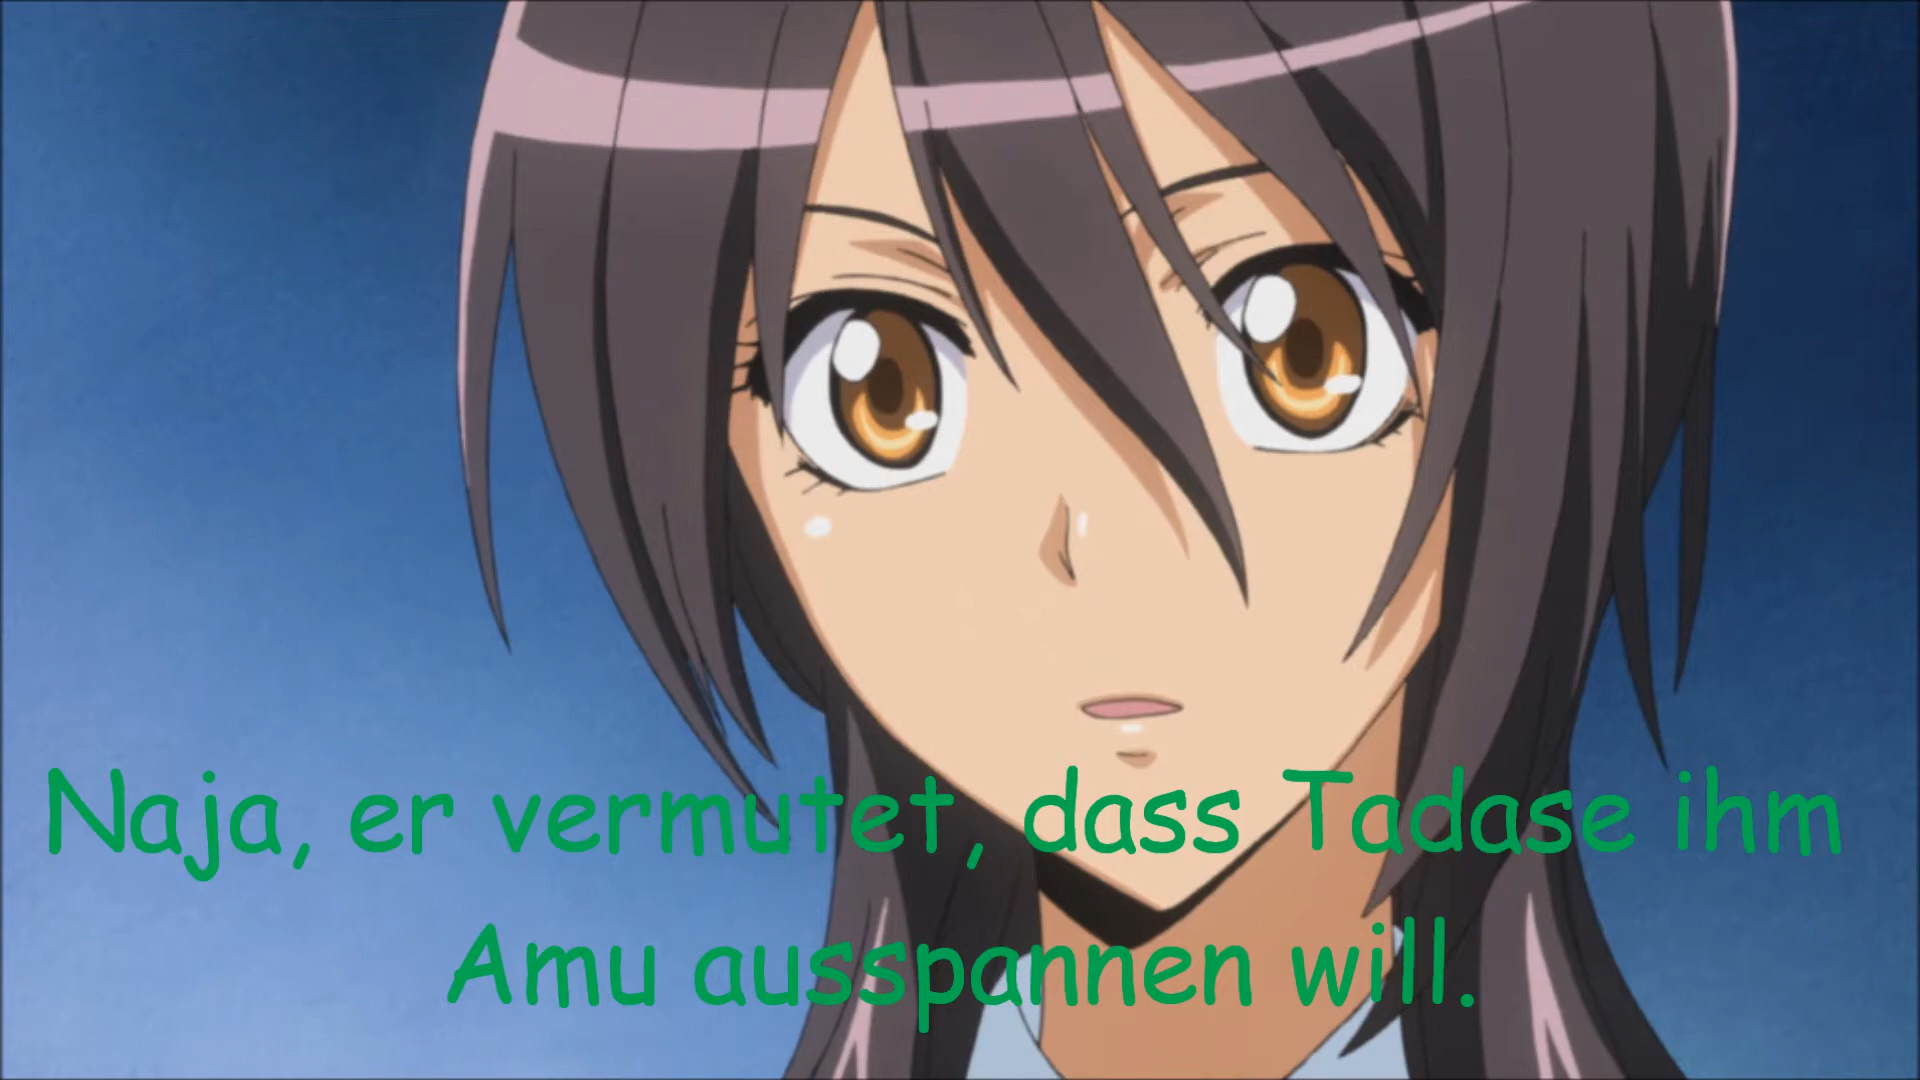 Naja, er vermutet, dass Tadase ihm
Amu ausspannen will.